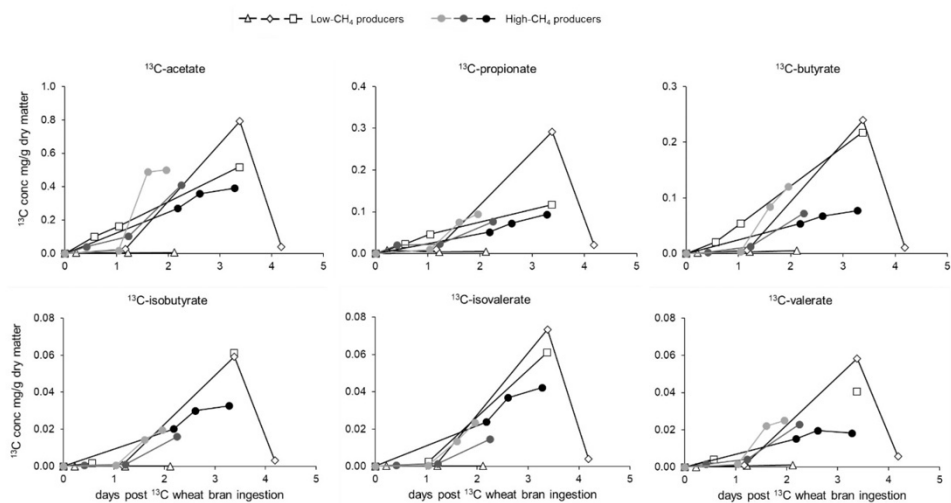 Low-CH₄ producers High-CH₄ producers
¹³C-acetate ¹³C-propionate ¹³C-butyrate
¹³C conc mg/g dry matter
1.0 0.8 0.6 0.4 0.2 0.0
0 1 2 3 4 5
0.4 0.3 0.2 0.1 0.0
0 1 2 3 4 5
0.3 0.2 0.1 0.0
0 1 2 3 4 5
¹³C-isobutyrate ¹³C-isovalerate ¹³C-valerate
¹³C conc mg/g dry matter
0.08 0.06 0.04 0.02 0.00
0 1 2 3 4 5
0.08 0.06 0.04 0.02 0.00
0 1 2 3 4 5
0.08 0.06 0.04 0.02 0.00
0 1 2 3 4 5
days post ¹³C wheat bran ingestion days post ¹³C wheat bran ingestion days post ¹³C wheat bran ingestion